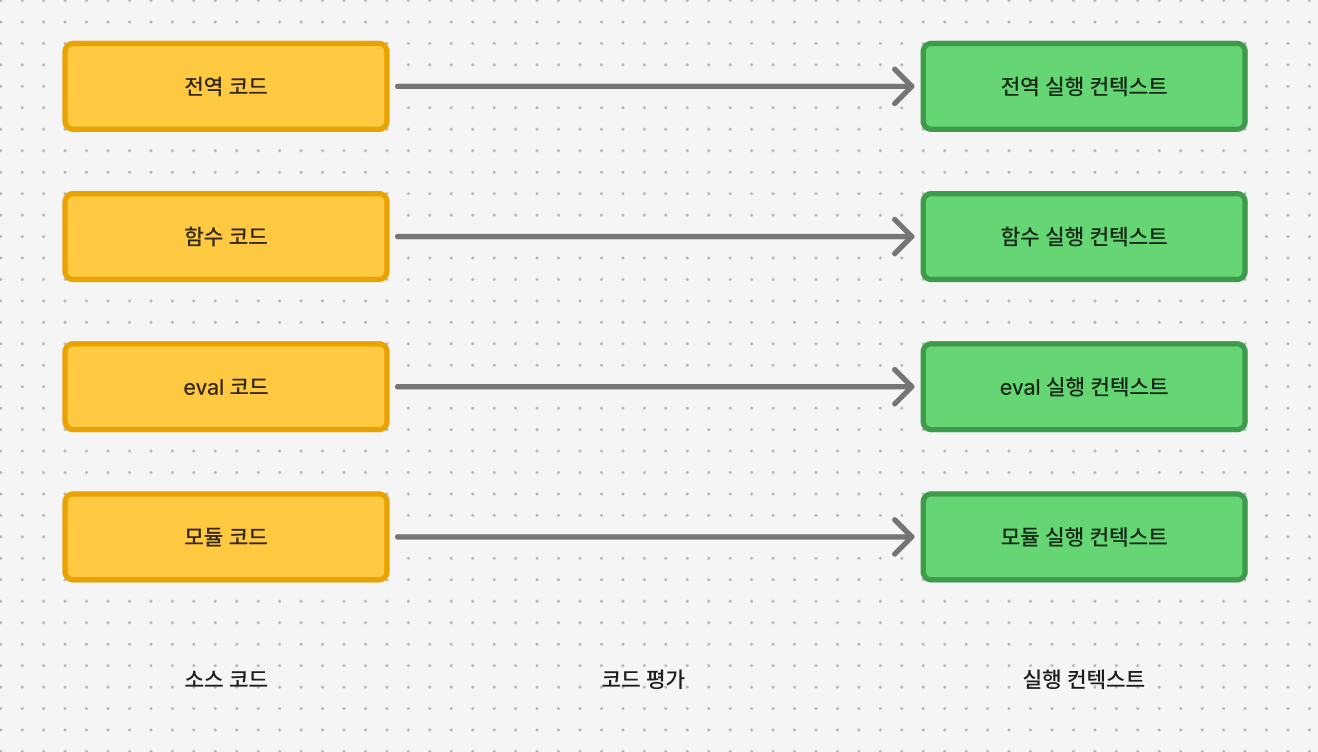 전역 코드
전역 실행 컨텍스트
함수 코드
함수 실행 컨텍스트
eval 코드
eval 실행 컨텍스트
모듈 코드
모듈 실행 컨텍스트
소스 코드
코드 평가
실행 컨텍스트